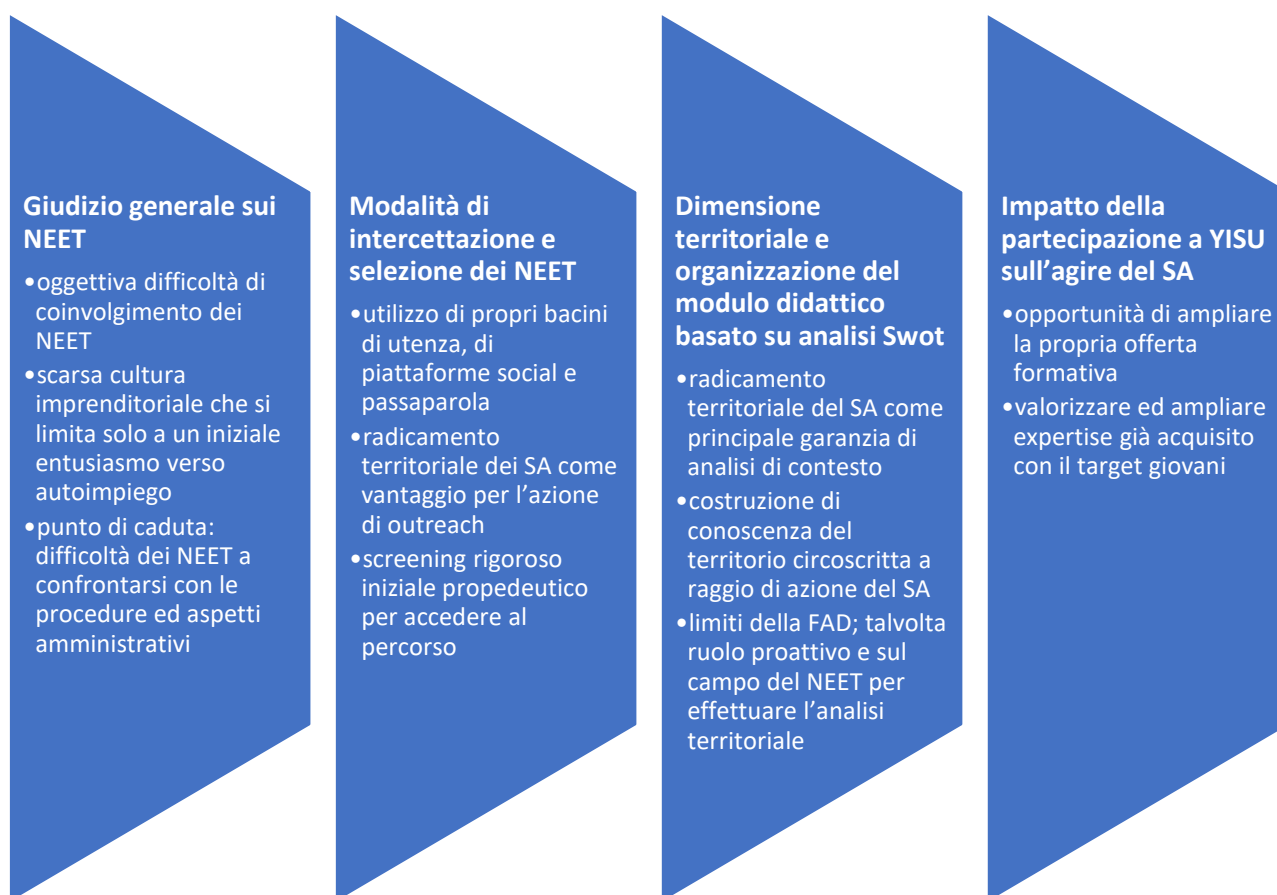 Giudizio generale sui
NEET
•oggettiva difficoltà di
coinvolgimento dei
NEET
•scarsa cultura
imprenditoriale che si
limita solo a un iniziale
entusiasmo verso
autoimpiego
•punto di caduta:
difficoltà dei NEET a
confrontarsi con le
procedure ed aspetti
amministrativi
Modalità di
intercettazione e
selezione dei NEET
•utilizzo di propri bacini
di utenza, di
piattaforme social e
passaparola
•radicamento
territoriale dei SA come
vantaggio per l’azione
di outreach
•screening rigoroso
iniziale propedeutico
per accedere al
percorso
Dimensione
territoriale e
organizzazione del
modulo didattico
basato su analisi Swot
•radicamento
territoriale del SA come
principale garanzia di
analisi di contesto
•costruzione di
conoscenza del
territorio circoscritta a
raggio di azione del SA
•limiti della FAD; talvolta
ruolo proattivo e sul
campo del NEET per
effettuare l’analisi
territoriale
Impatto della
partecipazione a YISU
sull’agire del SA
•opportunità di ampliare
la propria offerta
formativa
•valorizzare ed ampliare
expertise già acquisito
con il target giovani